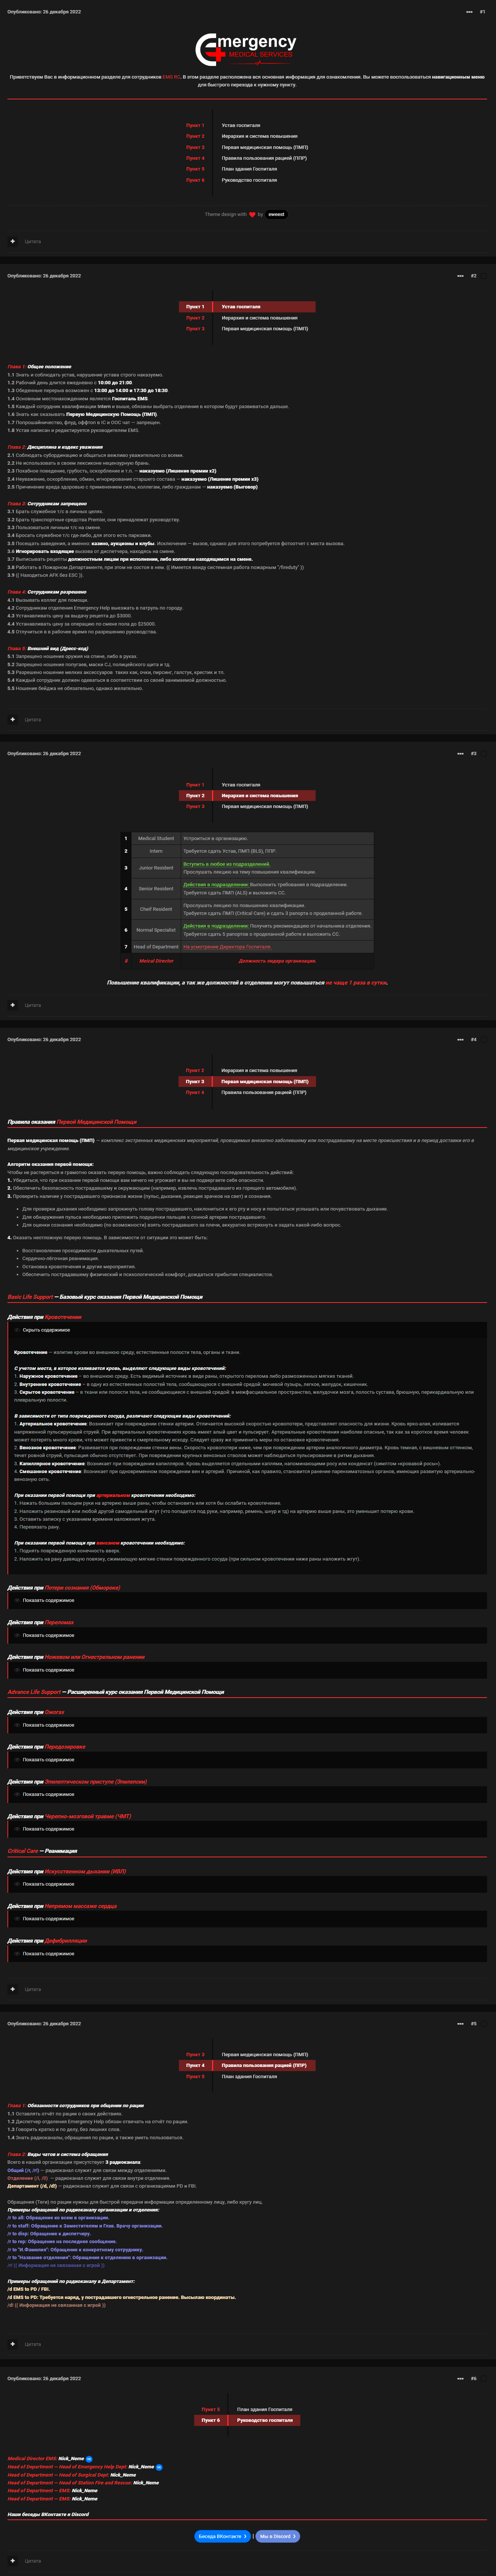 Опубликовано: 26 декабря 2022
#1
Emergency
MEDICAL SERVICES
Приветствуем Вас в информационном разделе для сотрудников EMS RC. В этом разделе расположена вся основная информация для ознакомления. Вы можете воспользоваться навигационным меню
для быстрого перехода к нужному пункту.
Пункт 1 Устав госпиталя
Пункт 2 Иерархия и система повышения
Пункт 3 Первая медицинская помощь (ПМП)
Пункт 4 Правила пользования рацией (ППР)
Пункт 5 План здания Госпиталя
Пункт 6 Руководство госпиталя
Theme design with ❤ by eweest
+ Цитата
Опубликовано: 26 декабря 2022
#2
Пункт 1 Устав госпиталя
Пункт 2 Иерархия и система повышения
Пункт 3 Первая медицинская помощь (ПМП)
Глава 1: Общее положение
1.1 Знать и соблюдать устав, нарушение устава строго наказуемо.
1.2 Рабочий день длится ежедневно с 10:00 до 21:00.
1.3 Обеденные перерыв возможен с 13:00 до 14:00 и 17:30 до 18:30.
1.4 Основным местонахождением является Госпиталь EMS.
1.5 Каждый сотрудник квалификации Intern и выше, обязаны выбрать отделение в котором будут развиваться дальше.
1.6 Знать как оказывать Первую Медицинскую Помощь (ПМП).
1.7 Попрошайничество, флуд, оффтоп в IC и OOC чат — запрещен.
1.8 Устав написан и редактируется руководителем EMS.
Глава 2: Дисциплина и кодекс уважения
2.1 Соблюдать субординацию и общаться вежливо уважительно со всеми.
2.2 Не использовать в своем лексиконе нецензурную брань.
2.3 Покабное поведение, грубость, оскорбление и т.п. — наказуемо (Лишение премии x2)
2.4 Неуважение, оскорбление, обман, игнорирование старшего состава — наказуемо (Лишение премии x3)
2.5 Причинение вреда здоровью с применением силы, коллегам, либо гражданам — наказуемо (Выговор)
Глава 3: Сотрудникам запрещено
3.1 Брать служебное т/с в личных целях.
3.2 Брать транспортные средства Premier, они принадлежат руководству.
3.3 Пользоваться личным т/с на смене.
3.4 Бросать служебное т/с где-либо, для этого есть парковки.
3.5 Посещать заведения, а именно: казино, аукционы и клубы. Исключение — вызов, однако для этого потребуется фотоотчет с места вызова.
3.6 Игнорировать входящие вызова от диспетчера, находясь на смене.
3.7 Выписывать рецепты должностным лицам при исполнении, либо коллегам находящимся на смене.
3.8 Работать в Пожарном Департаменте, при этом не состоя в нем. (( Имеется ввиду системная работа пожарным "/fireduty" ))
3.9 (( Находиться AFK без ESC )).
Глава 4: Сотрудникам разрешено
4.1 Вызывать коллег для помощи.
4.2 Сотрудникам отделения Emergency Help выезжать в патруль по городу.
4.3 Устанавливать цену за выдачу рецепта до $3000.
4.4 Устанавливать цену за операцию по смене пола до $25000.
4.5 Отлучиться в в рабочее время по разрешению руководства.
Глава 5: Внешний вид (Дресс-код)
5.1 Запрещено ношение оружия на спине, либо в руках.
5.2 Запрещено ношение попугаев, маски CJ, полицейского щита и тд.
5.3 Разрешено ношения мелких аксессуаров. таких как, очки, пирсинг, галстук, крестик и тп.
5.4 Каждый сотрудник должен одеваться в соответствие со своей занимаемой должностью.
5.5 Ношение бейджа не обязательно, однако желательно.
+ Цитата
Опубликовано: 26 декабря 2022
#3
Пункт 1 Устав госпиталя
Пункт 2 Иерархия и система повышения
Пункт 3 Первая медицинская помощь (ПМП)
1 Medical Student Устроиться в организацию.
2 Intern Требуется сдать Устав, ПМП (BLS), ППР.
3 Junior Resident Вступить в любое из подразделений.
Прослушать лекцию на тему повышения квалификации.
4 Senior Resident Действия в подразделении: Выполнить требования в подразделении.
Требуется сдать ПМП (ALS) и выложить СС.
5 Cheif Resident Прослушать лекцию по повышению квалификации.
Требуется сдать ПМП (Critical Care) и сдать 3 рапорта о проделанной работе.
6 Normal Specialist Действия в подразделении: Получить рекомендацию от начальника отделения.
Требуется сдать 5 рапортов о проделанной работе и выложить СС.
7 Head of Department На усмотрение Директора Госпиталя.
8 Meical Director Должность лидера организации.
Повышение квалификации, а так же должностей в отделении могут повышаться не чаще 1 раза в сутки.
+ Цитата
Опубликовано: 26 декабря 2022
#4
Пункт 2 Иерархия и система повышения
Пункт 3 Первая медицинская помощь (ПМП)
Пункт 4 Правила пользования рацией (ППР)
Правила оказания Первой Медицинской Помощи
Первая медицинская помощь (ПМП) — комплекс экстренных медицинских мероприятий, проводимых внезапно заболевшему или пострадавшему на месте происшествия и в период доставки его в
медицинское учреждение.
Алгоритм оказания первой помощи:
Чтобы не растеряться и грамотно оказать первую помощь, важно соблюдать следующую последовательность действий:
1. Убедиться, что при оказании первой помощи вам ничего не угрожает и вы не подвергаете себя опасности.
2. Обеспечить безопасность пострадавшему и окружающим (например, извлечь пострадавшего из горящего автомобиля).
3. Проверить наличие у пострадавшего признаков жизни (пульс, дыхание, реакция зрачков на свет) и сознания.
Для проверки дыхания необходимо запрокинуть голову пострадавшего, наклониться к его рту и носу и попытаться услышать или почувствовать дыхание.
Для обнаружения пульса необходимо приложить подушечки пальцев к сонной артерии пострадавшего.
Для оценки сознания необходимо (по возможности) взять пострадавшего за плечи, аккуратно встряхнуть и задать какой-либо вопрос.
4. Оказать неотложную первую помощь. В зависимости от ситуации это может быть:
Восстановление проходимости дыхательных путей.
Сердечно-лёгочная реанимация.
Остановка кровотечения и другие мероприятия.
Обеспечить пострадавшему физический и психологический комфорт, дождаться прибытия специалистов.
Basic Life Support — Базовый курс оказания Первой Медицинской Помощи
Действия при Кровотечении
Скрыть содержимое
Кровотечение — излитие крови во внешнюю среду, естественные полости тела, органы и ткани.
С учетом места, в которое изливается кровь, выделяют следующие виды кровотечений:
1. Наружное кровотечение — во внешнюю среду. Есть видимый источник в виде раны, открытого перелома либо размозженных мягких тканей.
2. Внутреннее кровотечение — в одну из естественных полостей тела, сообщающуюся с внешней средой: мочевой пузырь, легкое, желудок, кишечник.
3. Скрытое кровотечение — в ткани или полости тела, не сообщающиеся с внешней средой: в межфасциальное пространство, желудочки мозга, полость сустава, брюшную, перикардиальную или
плевральную полости.
В зависимости от типа поврежденного сосуда, различают следующие виды кровотечений:
1. Артериальное кровотечение: Возникает при повреждении стенки артерии. Отличается высокой скоростью кровопотери, представляет опасность для жизни. Кровь ярко-алая, изливается
напряженной пульсирующей струей. При артериальных кровотечениях кровь имеет алый цвет и пульсирует. Артериальные кровотечения наиболее опасные, так как за короткое время человек
может потерять много крови, что может привести к смерти (например бедро). Следует сразу же применять меры по остановке и реанимации.
2. Венозное кровотечение: Развивается при повреждении стенки вены. Скорость кровопотери ниже, чем при повреждении артерии аналогичного диаметра. Кровь темная, с вишневым оттенком,
течет ровной струей, пульсация обычно отсутствует. При повреждении крупных венозных стволов может наблюдаться пульсирование в ритме дыхания.
3. Капиллярное кровотечение: Возникает при повреждении капилляров. Кровь выделяется отдельными каплями, напоминающими росу или конденсат (симптом «кровавой росы»).
4. Смешанное кровотечение: Возникает при одновременном повреждении вен и артерий. Причиной, как правило, становится ранение паренхиматозных органов, имеющих развитую артериально-
венозную сеть.
При оказании первой помощи при артериальном кровотечении необходимо:
1. Нажать большим пальцем руки на артерию выше раны, чтобы остановить или хотя бы ослабить кровотечение.
2. Наложить резиновый или любой другой самодельный жгут (что попадется под руки, например, ремень, шнур и тд) на артерию выше раны, это уменьшит потерю крови.
3. Оставить записку с указанием времени наложения жгута.
4. Перевязать рану.
При оказании первой помощи при венозном кровотечении необходимо:
1. Поднять поврежденную конечность вверх.
2. Наложить на рану давящую повязку, сжимающую мягкие стенки поврежденного сосуда (при сильном кровотечении ниже раны наложить жгут).
Действия при Потере сознания (Обмороке)
Показать содержимое
Действия при Переломах
Показать содержимое
Действия при Ножевом или Огнестрельном ранении
Показать содержимое
Advance Life Support — Расширенный курс оказания Первой Медицинской Помощи
Действия при Ожогах
Показать содержимое
Действия при Передозировке
Показать содержимое
Действия при Эпилептическом приступе (Эпилепсии)
Показать содержимое
Действия при Черепно-мозговой травме (ЧМТ)
Показать содержимое
Critical Care — Реанимация
Действия при Искусственном дыхании (ИВЛ)
Показать содержимое
Действия при Непрямом массаже сердца
Показать содержимое
Действия при Дефибрилляции
Показать содержимое
+ Цитата
Опубликовано: 26 декабря 2022
#5
Пункт 3 Первая медицинская помощь (ПМП)
Пункт 4 Правила пользования рацией (ППР)
Пункт 5 План здания Госпиталя
Глава 1: Обязанности сотрудников при общении по рации
1.1 Оставлять отчёт по рации о своих действиях.
1.2 Диспетчер отделения Emergency Help обязан отвечать на отчёт по рации.
1.3 Говорить кратко и по делу, без лишних слов.
1.4 Знать радиоканалы, обращения по рации, а также уметь пользоваться.
Глава 2: Виды чатов и система обращения
Всего в нашей организации присутствует 3 радиоканала:
Общий (/r, /rr) — радиоканал служит для связи между отделениями.
Отделение (/i, /ii) — радиоканал служит для связи внутри отделения.
Департамент (/d, /dl) — радиоканал служит для связи с организациями PD и FBI.
Обращения (Теги) по рации нужны для быстрой передачи информации определенному лицу, либо кругу лиц.
Примеры обращений по радиоканалу организации и отделения:
/r to all: Обращение ко всем в организации.
/r to staff: Обращение к Заместителям и Глав. Врачу организации.
/r to disp: Обращение к диспетчеру.
/r to rep: Обращение на последнее сообщение.
/r to "И.Фамилия": Обращение к конкретному сотруднику.
/r to "Название отделения": Обращение к отделению в организации.
/rr (( Информация не связанная с игрой ))
Примеры обращений по радиоканалу в Департамент:
/d EMS to PD / FBI.
/d EMS to PD: Требуется наряд, у пострадавшего огнестрельное ранение. Высылаю координаты.
/dl (( Информация не связанная с игрой ))
+ Цитата
Опубликовано: 26 декабря 2022
#6
Пункт 5 План здания Госпиталя
Пункт 6 Руководство госпиталя
Medical Director EMS: Nick_Neme
Head of Department — Head of Emergency Help Dept: Nick_Neme
Head of Department — Head of Surgical Dept: Nick_Neme
Head of Department — Head of Station Fire and Rescue: Nick_Neme
Head of Department — EMS: Nick_Neme
Head of Department — EMS: Nick_Neme
Наши беседы ВКонтакте и Discord
Беседа ВКонтакте ❯ | Мы в Discord ❯
+ Цитата